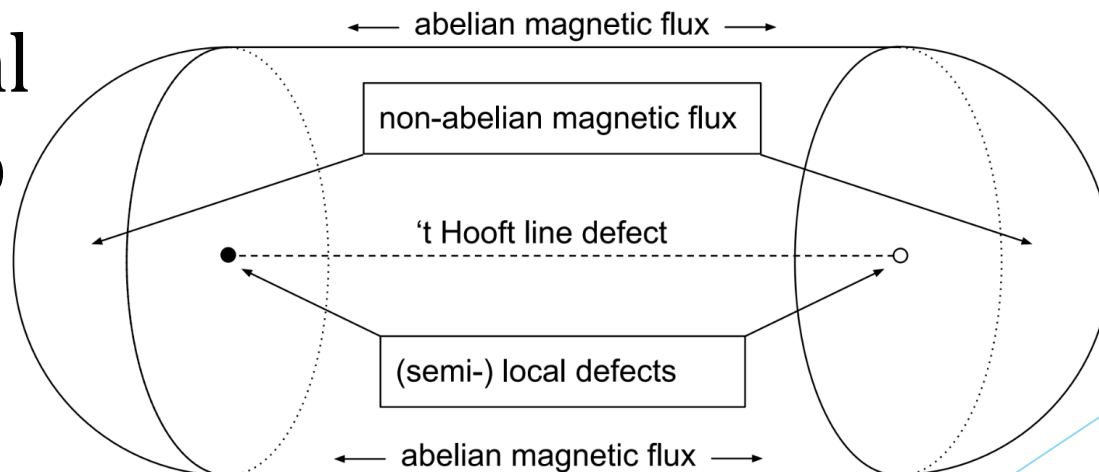 abelian magnetic flux
non-abelian magnetic flux
‘t Hooft line defect
(semi-) local defects
abelian magnetic flux